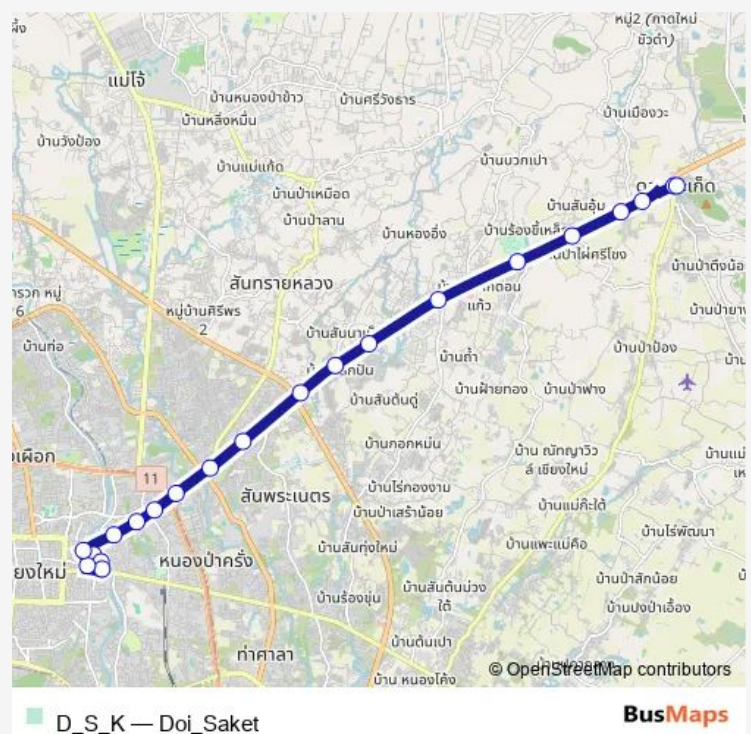 หมู่2 (กาดใหม่
ขัวดำ)
แม่โจ้
บ้านหนองป่าข้าว
บ้านศรีวังธาร
บ้านหลิ่งหมื่น
บ้านเมืองวะ
บ้านวังป้อง
บ้านแม่แก้ด
บ้านบวกเปา
บ้านป่าเหมือด
บ้านสันอุ้ม
บ้านป่าลาน
บ้านหองฮึ่ง
สันทรายหลวง
บ้านป่าตึงน้อ
หมู่ 6
แก้ว
หมู่บ้านศิริพร
2
บ้านท่อ
บ้านป่าป้อง
บ้านถ้ำ
บ้านฝ่ายทอง
บ้านป่าฟาง
บ้านสันต้นดู่
บ้านกอกหม่น
บ้าน ณัทญาวิว
ล์ เชียงใหม่
11
บ้านไร่กองงาม
สันพระเนตร
บ้านป่าเสร้าน้อย
บ้านแม่ก๊ะใต้
บ้านไร่พัฒนา
บ้านสันทุ่งใหม่
บ้านแพะแม่คือ
หนองป่าครั่ง
ยงใหม่
บ้านป่าสักน้อย
บ้านร้องขุ่น
บ้านสันต้นม่วง
ใต้
บ้านปงป่าเอื้อง
บ้านต้นเปา
ท่าศาลา
บ้าน หนองโค้ง
© OpenStreetMap contributors
D_S_K — Doi_Saket
BusMaps